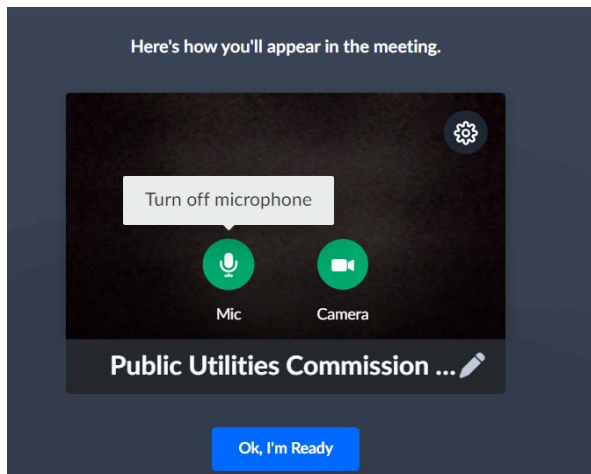 Here's how you'll appear in the meeting.
Turn off microphone
Mic Camera
Public Utilities Commission ...
Ok, I'm Ready